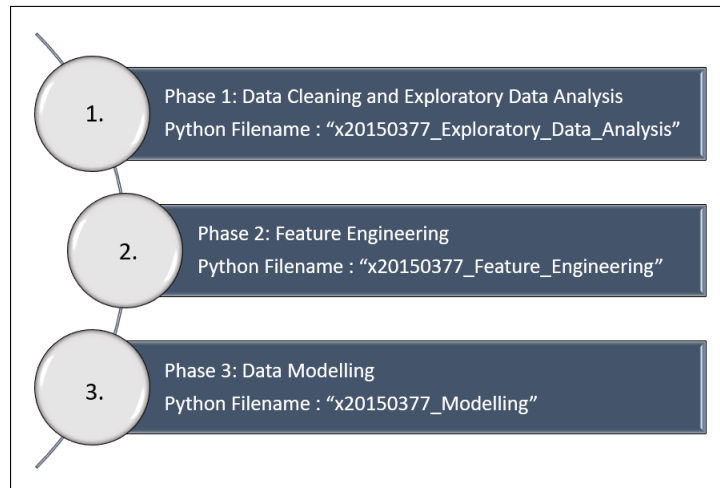 1.
Phase 1: Data Cleaning and Exploratory Data Analysis
Python Filename : “x20150377_Exploratory_Data_Analysis”
2.
Phase 2: Feature Engineering
Python Filename : “x20150377_Feature_Engineering”
3.
Phase 3: Data Modelling
Python Filename : “x20150377_Modelling”